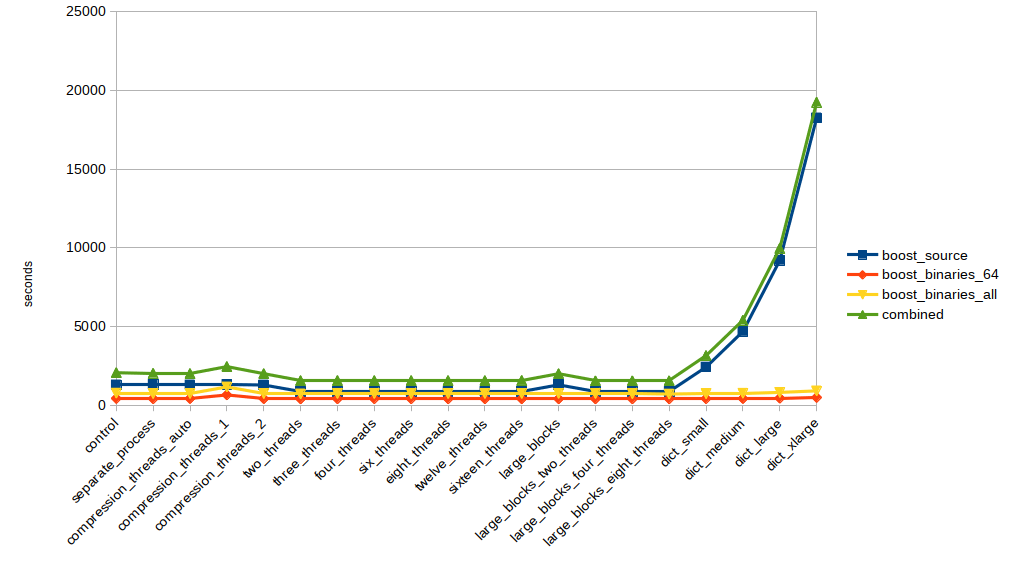 25000
20000
15000
10000
5000
0
seconds
control
separate_process
compression_threads_auto
compression_threads_1
compression_threads_2
two_threads
three_threads
four_threads
six_threads
eight_threads
twelve_threads
sixteen_threads
large_blocks
large_blocks_two_threads
large_blocks_four_threads
large_blocks_eight_threads
dict_small
dict_medium
dict_large
dict_xlarge
boost_source
boost_binaries_64
boost_binaries_all
combined